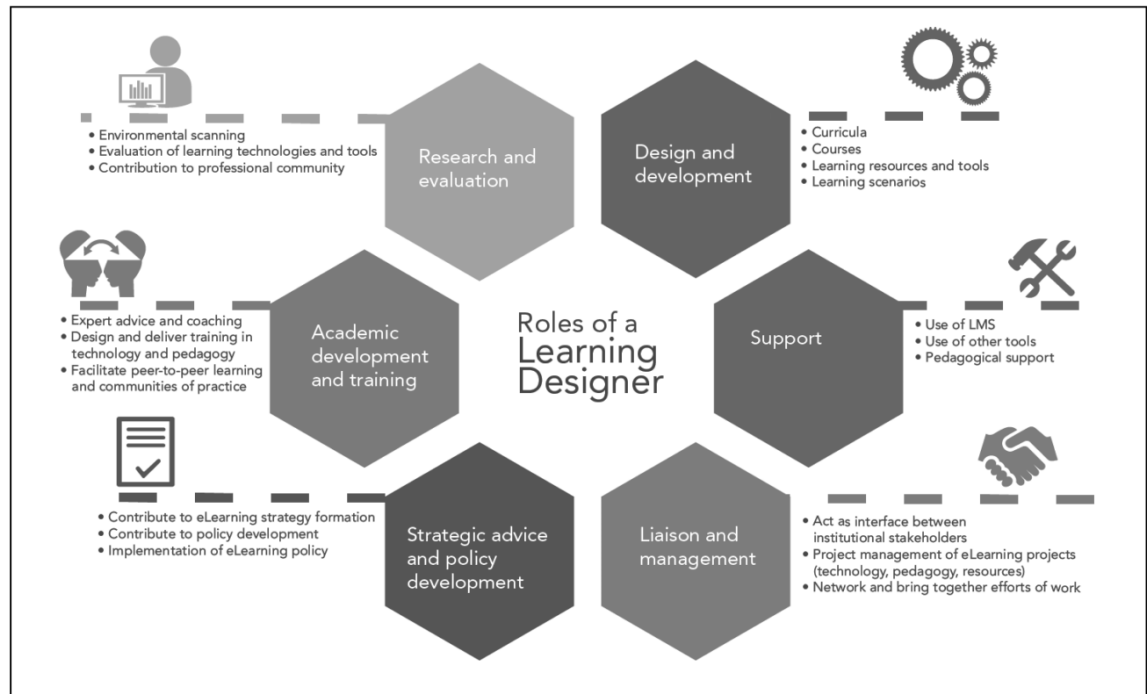 Research and
evaluation
• Environmental scanning
• Evaluation of learning technologies and tools
• Contribution to professional community
Design and
development
• Curricula
• Courses
• Learning resources and tools
• Learning scenarios
Academic
development
and training
• Expert advice and coaching
• Design and deliver training in
technology and pedagogy
• Facilitate peer-to-peer learning
and communities of practice
Roles of a
Learning
Designer
Support
• Use of LMS
• Use of other tools
• Pedagogical support
Strategic advice
and policy
development
• Contribute to eLearning strategy formation
• Contribute to policy development
• Implementation of eLearning policy
Liaison and
management
• Act as interface between
institutional stakeholders
• Project management of eLearning projects
(technology, pedagogy, resources)
• Network and bring together efforts of work